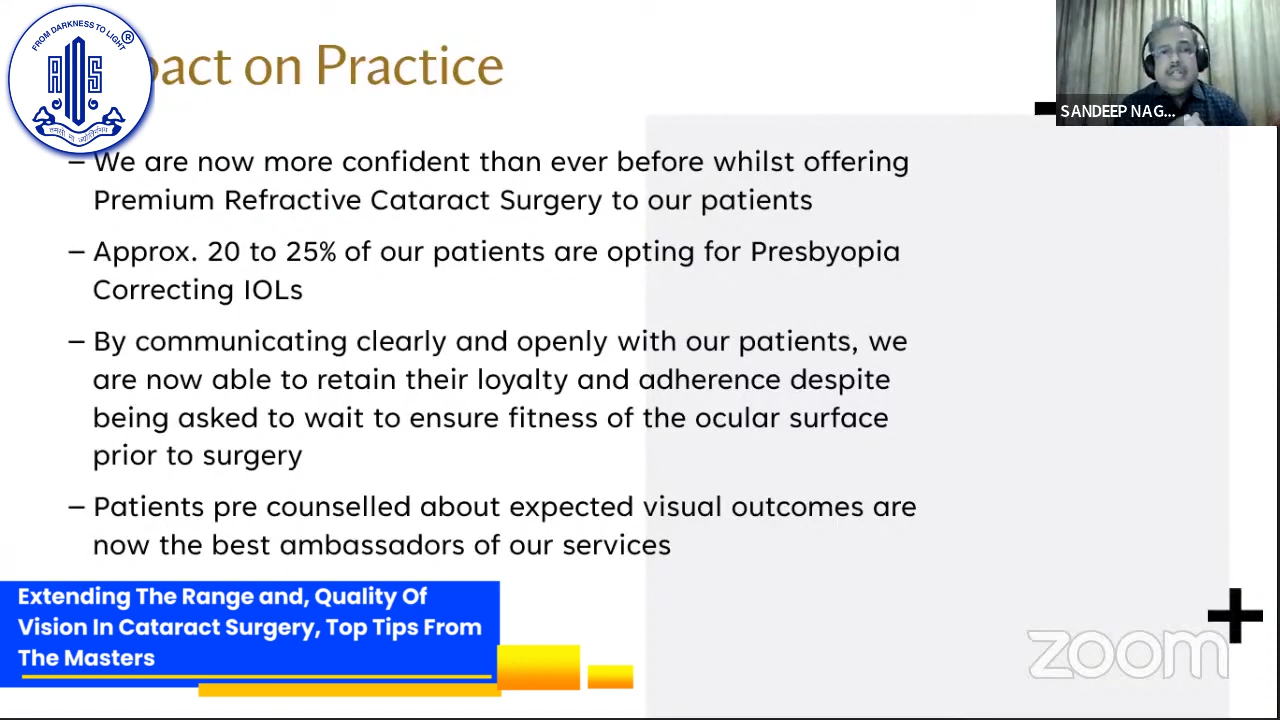 FROM DARKNESS TO LIGHT
®
AIOS
तमसो मा ज्योतिर्गमय
pact on Practice
SANDEEP NAG...
– We are now more confident than ever before whilst offering
Premium Refractive Cataract Surgery to our patients
– Approx. 20 to 25% of our patients are opting for Presbyopia
Correcting IOLs
– By communicating clearly and openly with our patients, we
are now able to retain their loyalty and adherence despite
being asked to wait to ensure fitness of the ocular surface
prior to surgery
– Patients pre counselled about expected visual outcomes are
now the best ambassadors of our services
Extending The Range and, Quality Of
Vision In Cataract Surgery, Top Tips From
The Masters
zoom